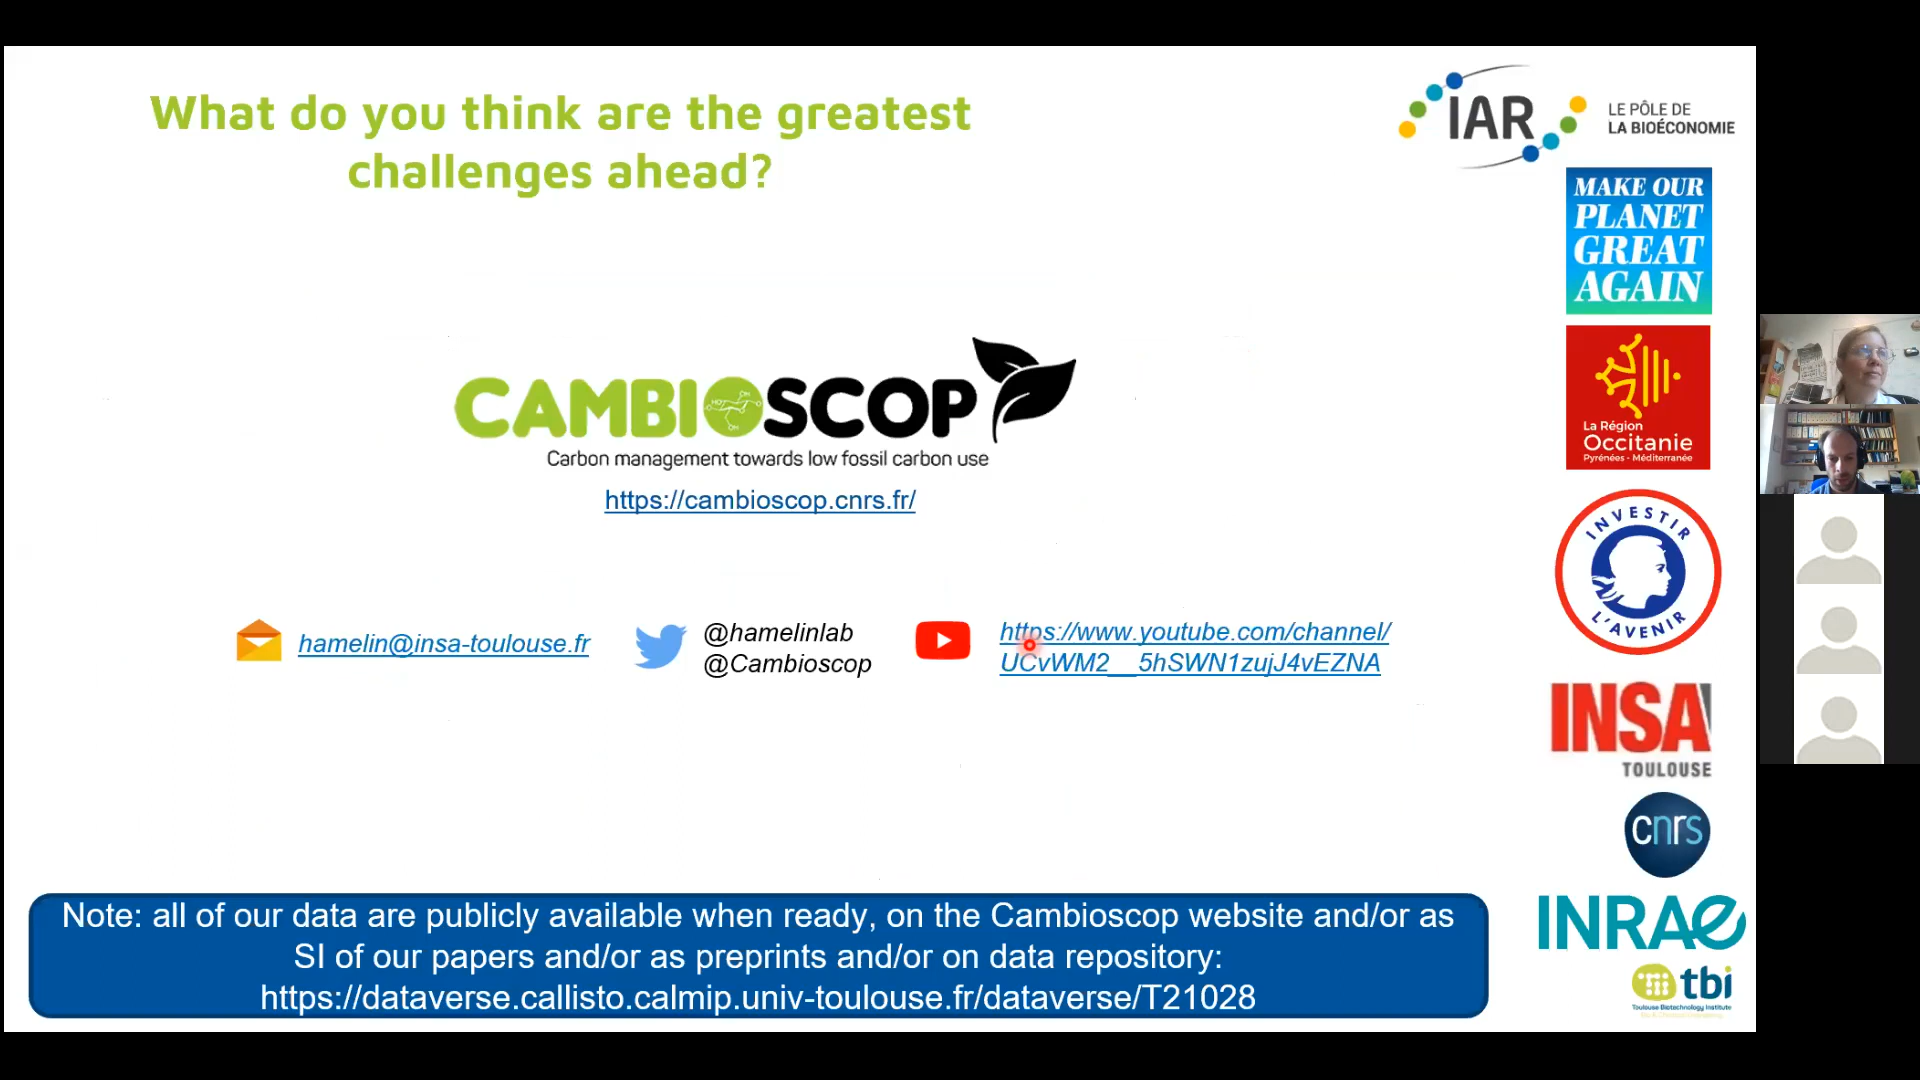 What do you think are the greatest
challenges ahead?
IAR
LE PÔLE DE
LA BIOÉCONOMIE
MAKE OUR
PLANET
GREAT
AGAIN
La Région
Occitanie
Pyrénées - Méditerranée
CAMBIOSCOP
Carbon management towards low fossil carbon use
https://cambioscop.cnrs.fr/
INVESTIR
L'AVENIR
hamelin@insa-toulouse.fr
@hamelinlab
@Cambioscop
https://www.youtube.com/channel/
UCvWM2__5hSWN1zujJ4vEZNA
INSA
TOULOUSE
cnrs
INRAE
tbi
Toulouse Biotechnology Institute
Note: all of our data are publicly available when ready, on the Cambioscop website and/or as
SI of our papers and/or as preprints and/or on data repository:
https://dataverse.callisto.calmip.univ-toulouse.fr/dataverse/T21028